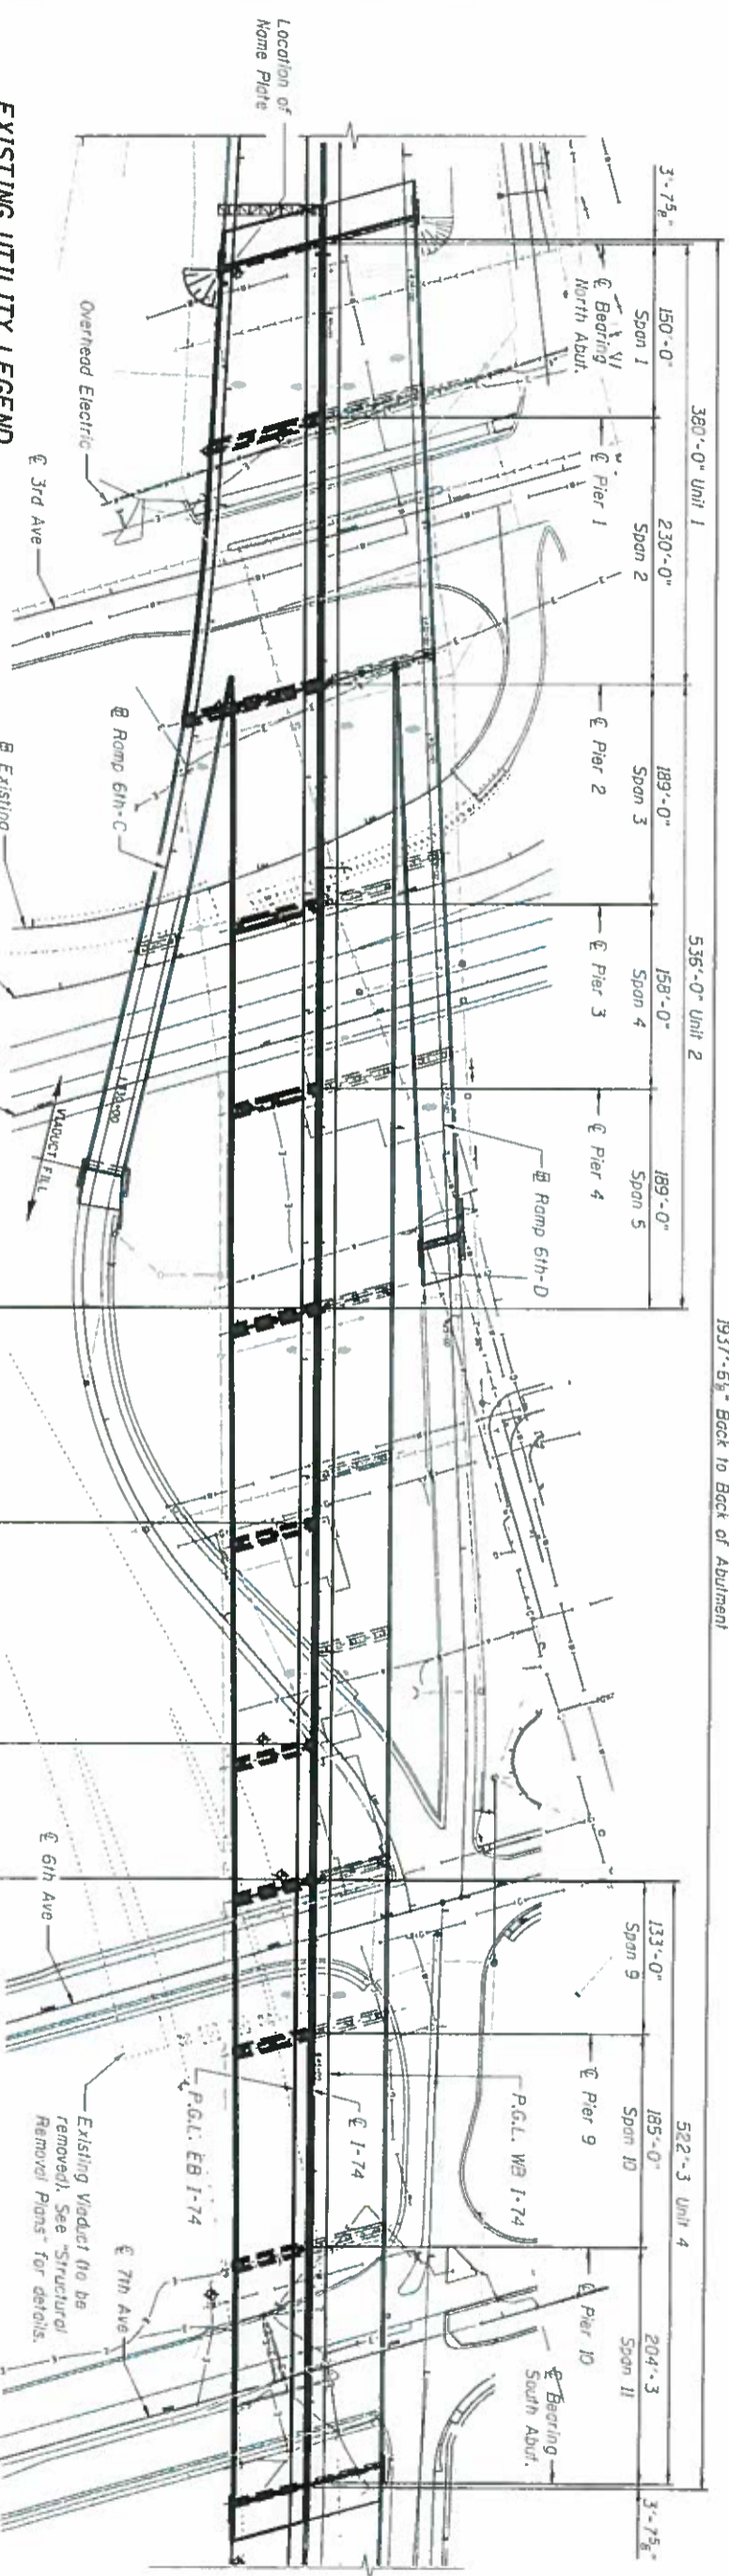 1937'-6⅛" Back to Back of Abutment
3'-7⅝"
380'-0" Unit 1
536'-0" Unit 2
522'-3 Unit 4
3'-7⅝"
150'-0"
230'-0"
189'-0"
158'-0"
189'-0"
133'-0"
185'-0"
204'-3
Span 1
Span 2
Span 3
Span 4
Span 5
Span 9
Span 10
Span 11
℄ Bearing
North Abut.
℄ Pier 1
℄ Pier 2
℄ Pier 3
℄ Pier 4
℄ Pier 9
℄ Pier 10
℄ Bearing
South Abut.
Location of
Name Plate
Ramp 6th-D
P.G.L. WB I-74
℄ I-74
P.G.L. EB I-74
Overhead Electric
℄ 3rd Ave
Ramp 6th-C
Existing
VIADUCT FILL
℄ 6th Ave
Existing Viaduct (to be
removed). See "Structural
Removal Plans" for details.
℄ 7th Ave
EXISTING UTILITY LEGEND